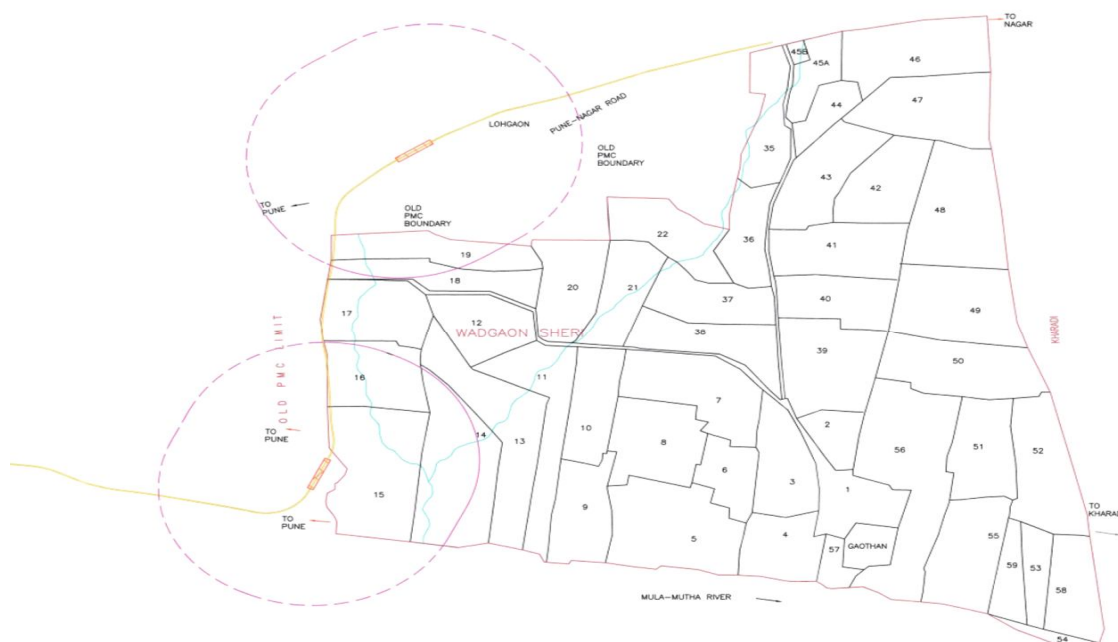 TO
NAGAR
45B
45A
46
47
44
LOHGAON
PUNE-NAGAR ROAD
OLD
PMC
BOUNDARY
35
43
42
48
TO
PUNE
OLD
PMC
BOUNDARY
22
36
41
19
18
20
21
37
40
49
17
12
WADGAON SHERI
38
39
KHARADI
OLD PMC LIMIT
16
11
50
7
2
TO
PUNE
14
13
10
8
6
56
51
52
15
3
1
9
TO
PUNE
5
4
57
GAOTHAN
55
TO
KHARA
59
53
58
MULA-MUTHA RIVER
54